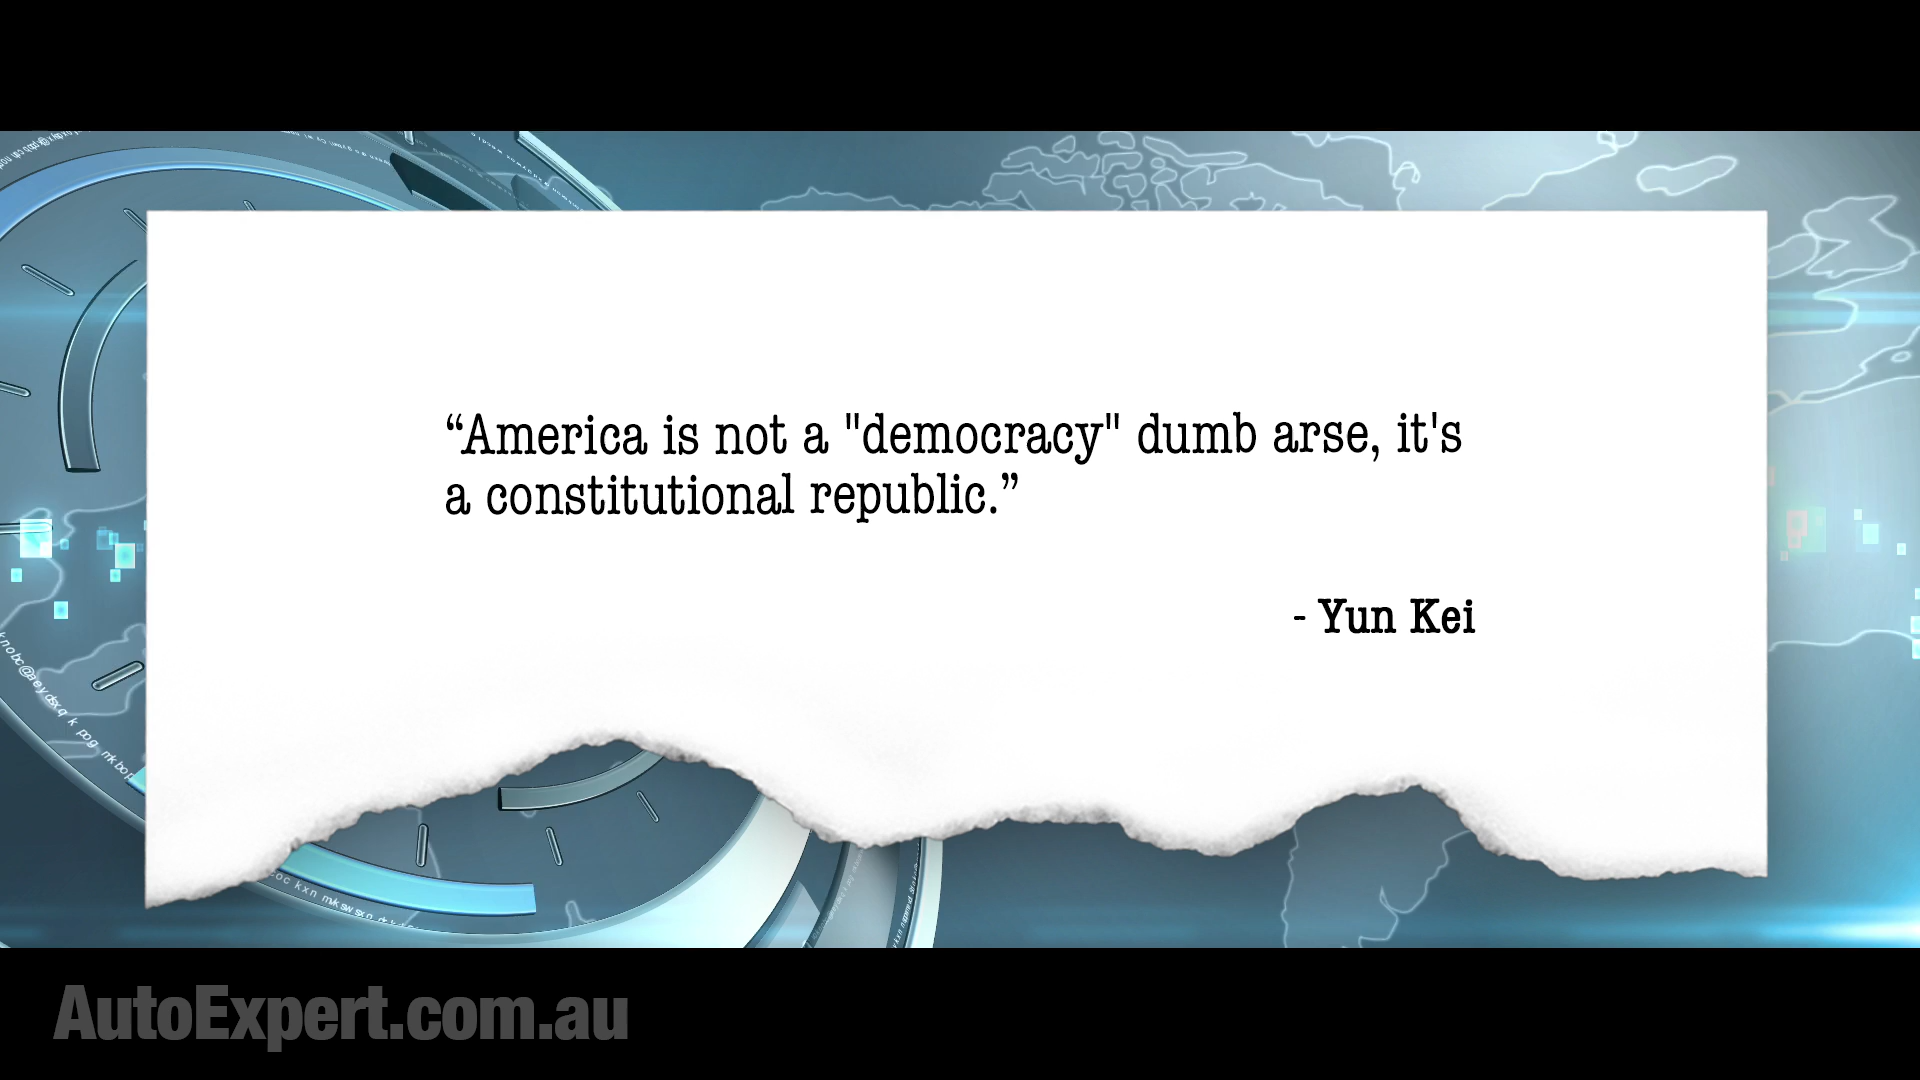 “America is not a "democracy" dumb arse, it's
a constitutional republic.”
- Yun Kei
AutoExpert.com.au